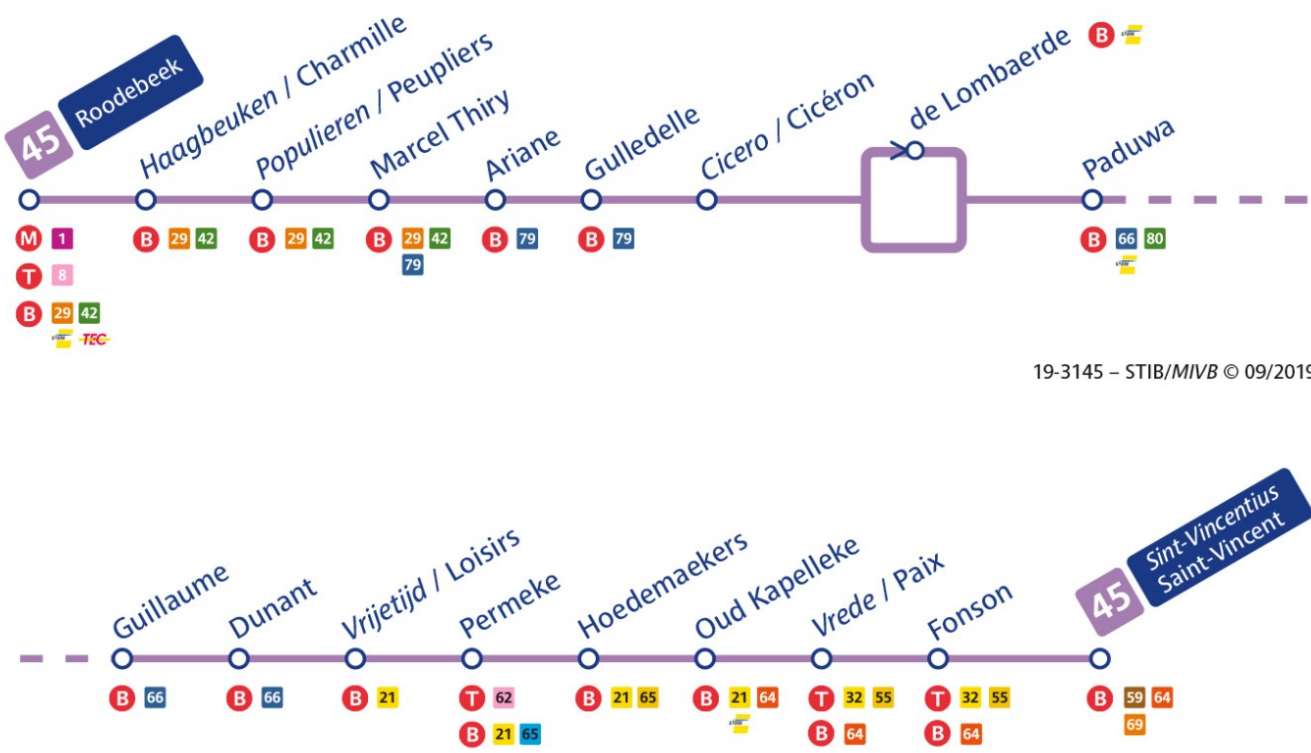 45 Roodebeek
Haagbeuken / Charmille
Populieren / Peupliers
Marcel Thiry
Ariane
Gulledelle
Cicero / Cicéron
de Lombaerde
B
Paduwa
M 1
T 8
B 29 42
TEC
B 29 42
B 29 42
B 29 42
79
B 79
B 79
B 66 80
19-3145 – STIB/MIVB © 09/2019
Guillaume
Dunant
Vrijetijd / Loisirs
Permeke
Hoedemaekers
Oud Kapelleke
Vrede / Paix
Fonson
45 Sint-Vincentius
Saint-Vincent
B 66
B 66
B 21
T 62
B 21 65
B 21 65
B 21 64
T 32 55
B 64
T 32 55
B 64
B 59 64
69